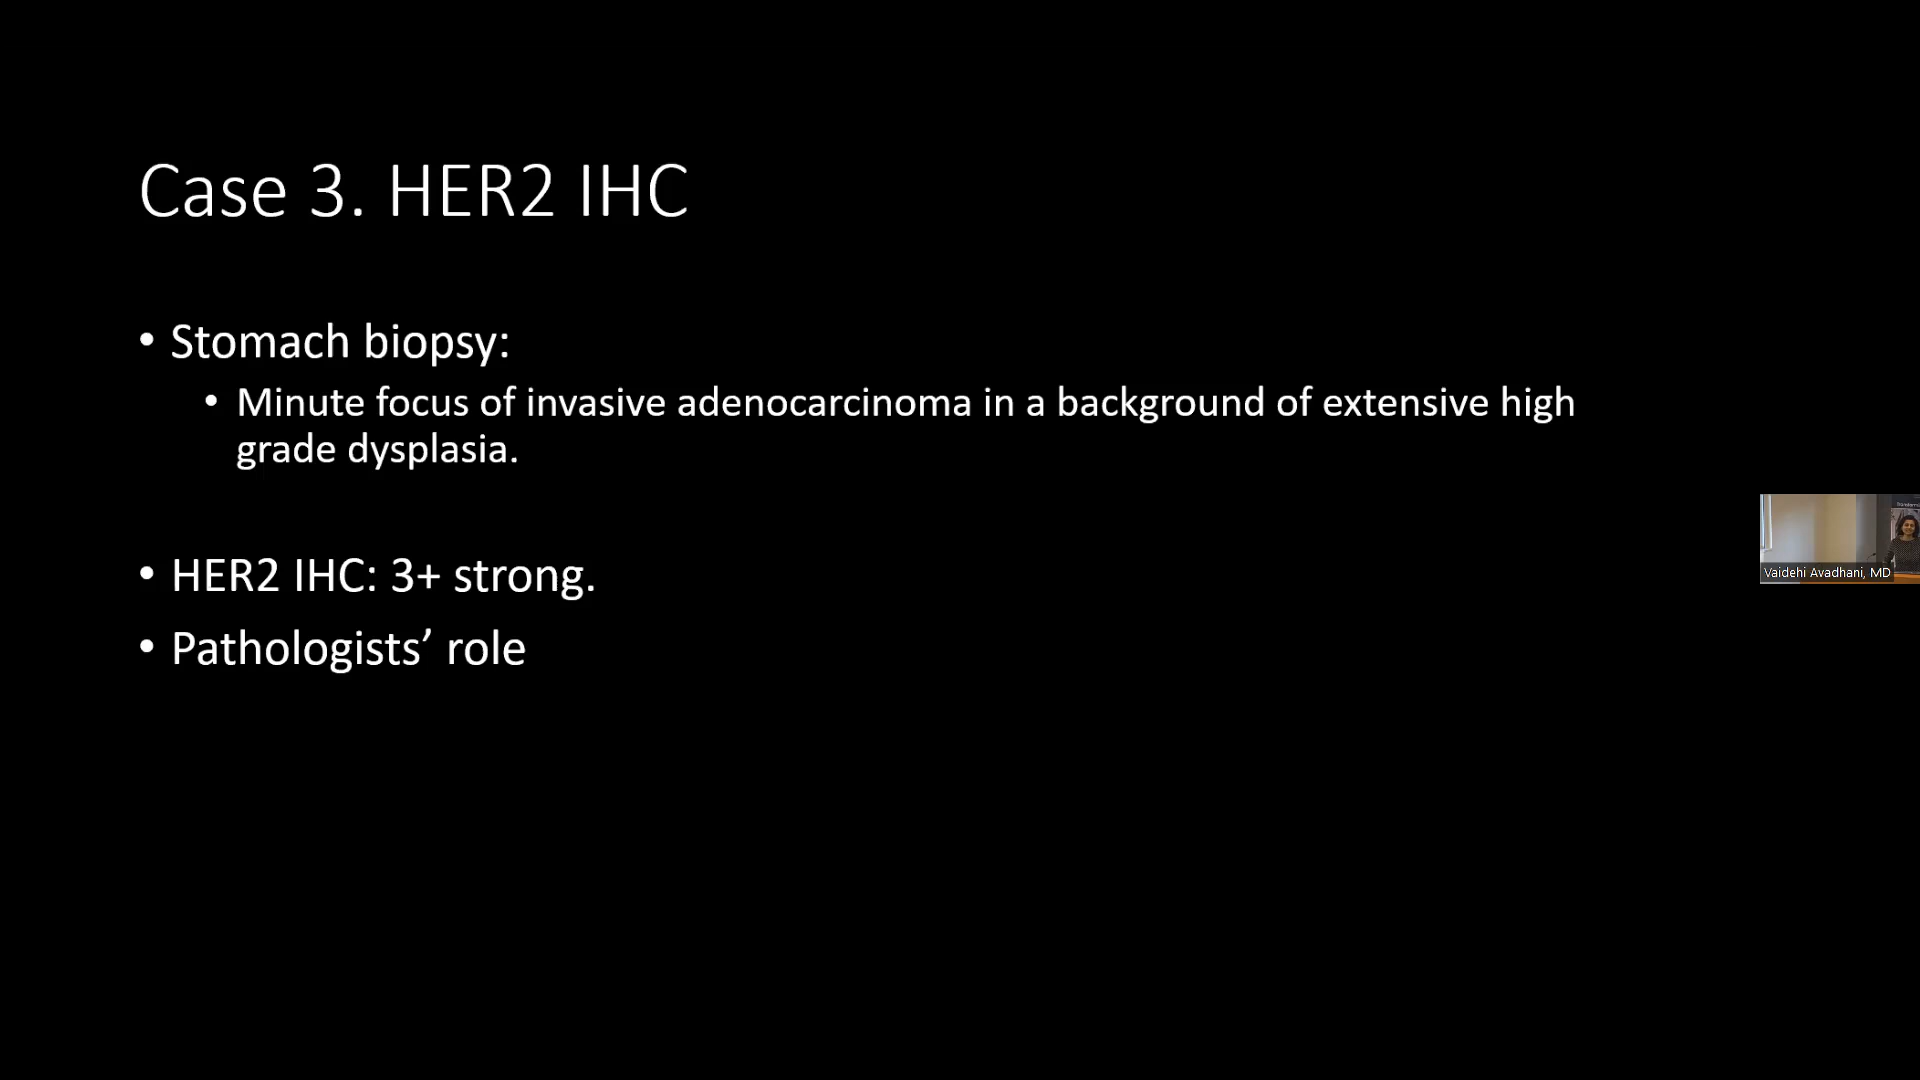 Case 3. HER2 IHC
• Stomach biopsy:
• Minute focus of invasive adenocarcinoma in a background of extensive high
grade dysplasia.
• HER2 IHC: 3+ strong.
• Pathologists’ role
Vaidehi Avadhani, MD